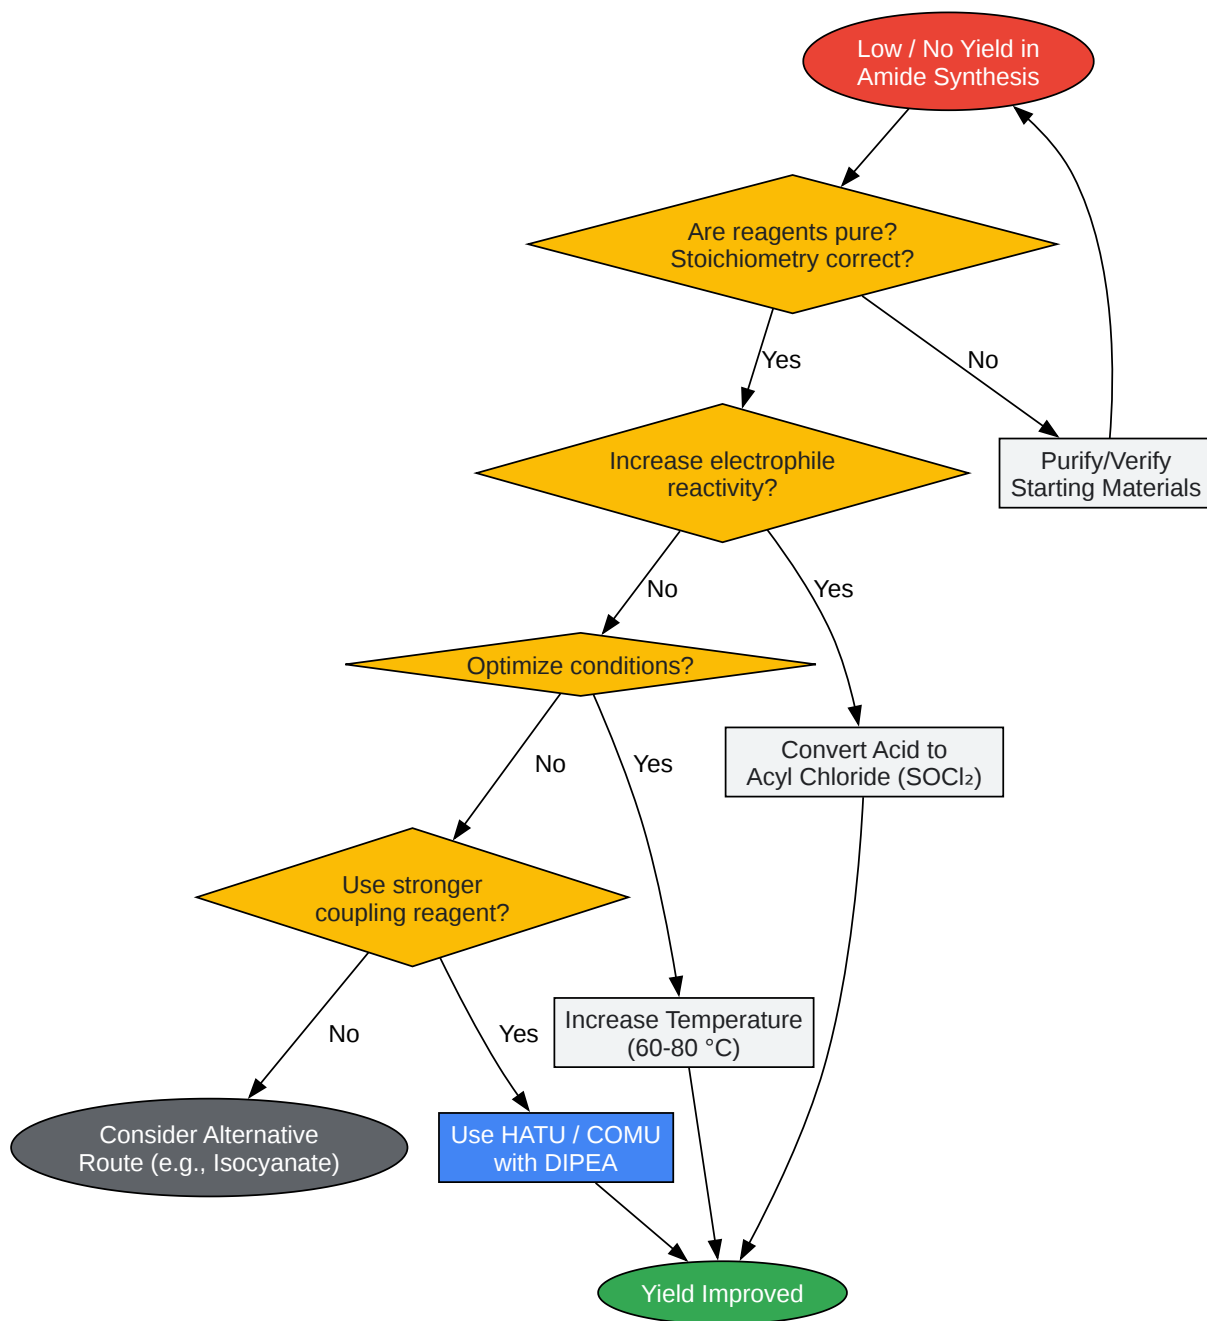 Low / No Yield in
Amide Synthesis
Are reagents pure?
Stoichiometry correct?
Yes
No
Increase electrophile
reactivity?
Purify/Verify
Starting Materials
No
Yes
Optimize conditions?
No
Yes
Convert Acid to
Acyl Chloride (SOCl₂)
Use stronger
coupling reagent?
No
Yes
Increase Temperature
(60-80 °C)
Consider Alternative
Route (e.g., Isocyanate)
Use HATU / COMU
with DIPEA
Yield Improved